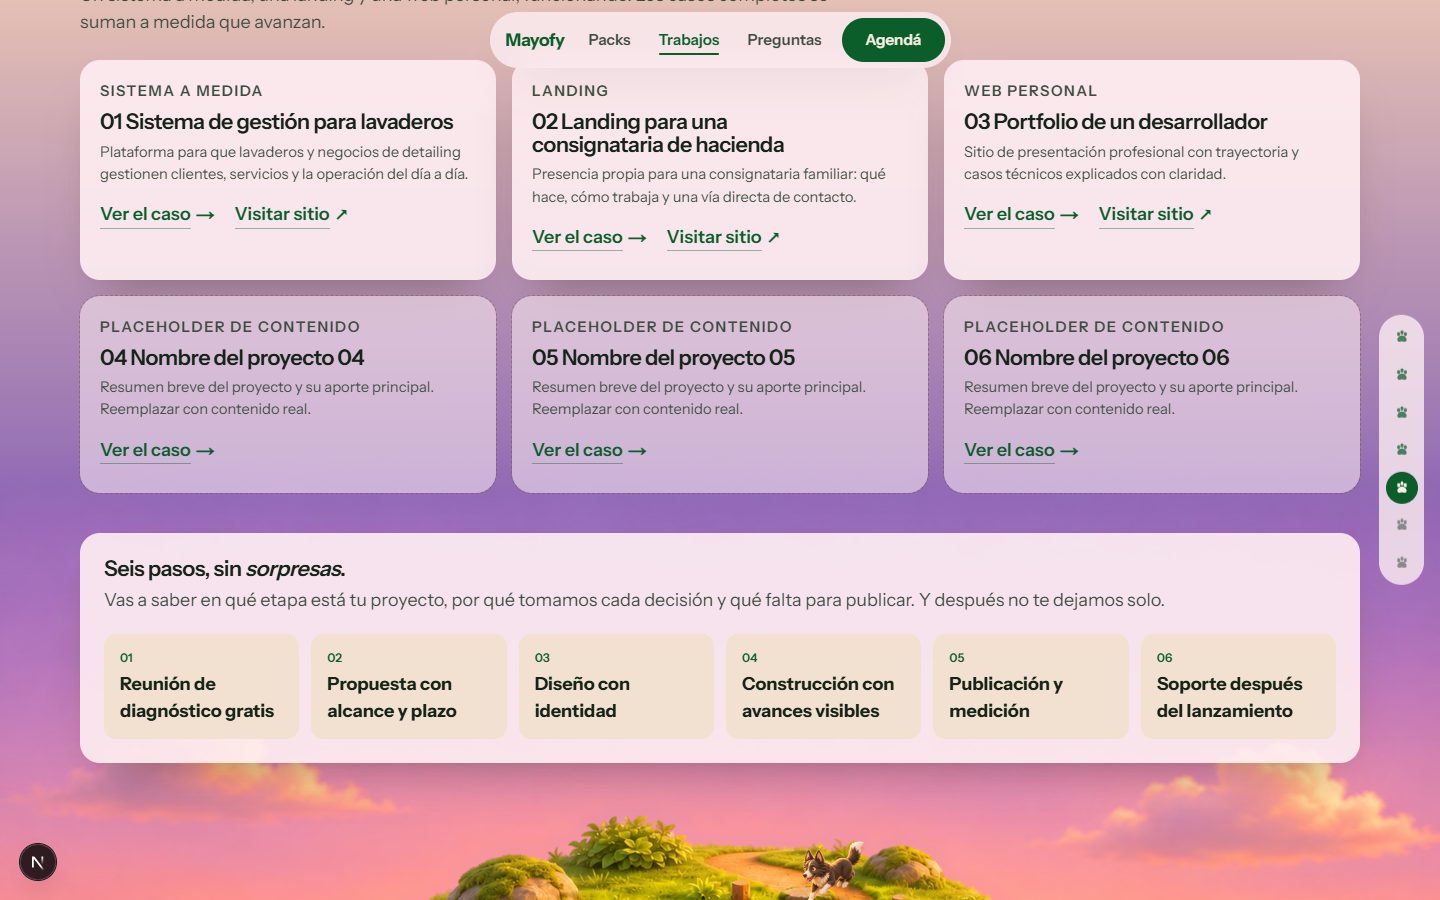 suman a medida que avanzan.
Mayofy Packs Trabajos Preguntas Agendá
SISTEMA A MEDIDA
01 Sistema de gestión para lavaderos
Plataforma para que lavaderos y negocios de detailing
gestionen clientes, servicios y la operación del día a día.
Ver el caso → Visitar sitio ↗
LANDING
02 Landing para una
consignataria de hacienda
Presencia propia para una consignataria familiar: qué
hace, cómo trabaja y una vía directa de contacto.
Ver el caso → Visitar sitio ↗
WEB PERSONAL
03 Portfolio de un desarrollador
Sitio de presentación profesional con trayectoria y
casos técnicos explicados con claridad.
Ver el caso → Visitar sitio ↗
PLACEHOLDER DE CONTENIDO
04 Nombre del proyecto 04
Resumen breve del proyecto y su aporte principal.
Reemplazar con contenido real.
Ver el caso →
PLACEHOLDER DE CONTENIDO
05 Nombre del proyecto 05
Resumen breve del proyecto y su aporte principal.
Reemplazar con contenido real.
Ver el caso →
PLACEHOLDER DE CONTENIDO
06 Nombre del proyecto 06
Resumen breve del proyecto y su aporte principal.
Reemplazar con contenido real.
Ver el caso →
Seis pasos, sin sorpresas.
Vas a saber en qué etapa está tu proyecto, por qué tomamos cada decisión y qué falta para publicar. Y después no te dejamos solo.
01
Reunión de
diagnóstico gratis
02
Propuesta con
alcance y plazo
03
Diseño con
identidad
04
Construcción con
avances visibles
05
Publicación y
medición
06
Soporte después
del lanzamiento
N